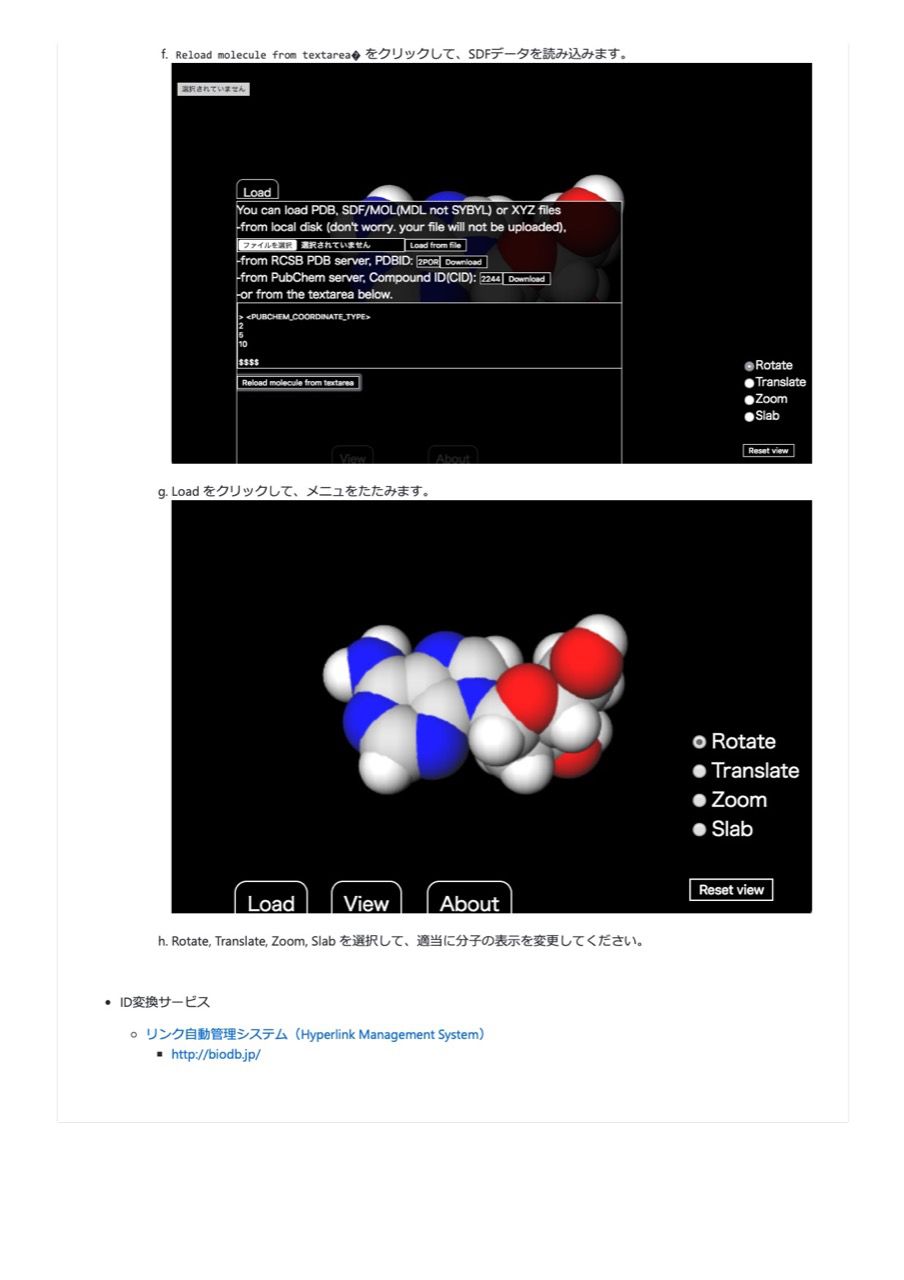 f. Reload molecule from textarea� をクリックして、SDFデータを読み込みます。
選択されていません
Load
You can load PDB, SDF/MOL(MDL not SYBYL) or XYZ files
-from local disk (don't worry. your file will not be uploaded),
ファイルを選択 選択されていません Load from file
-from RCSB PDB server, PDBID: 2POR Download
-from PubChem server, Compound ID(CID): 2244 Download
-or from the textarea below.
> <PUBCHEM_COORDINATE_TYPE>
2
5
10
$$$$
Reload molecule from textarea
Rotate
Translate
Zoom
Slab
Reset view
View About
g. Load をクリックして、メニュをたたみます。
Rotate
Translate
Zoom
Slab
Reset view
Load View About
h. Rotate, Translate, Zoom, Slab を選択して、適当に分子の表示を変更してください。
• ID変換サービス
○ リンク自動管理システム（Hyperlink Management System）
■ http://biodb.jp/